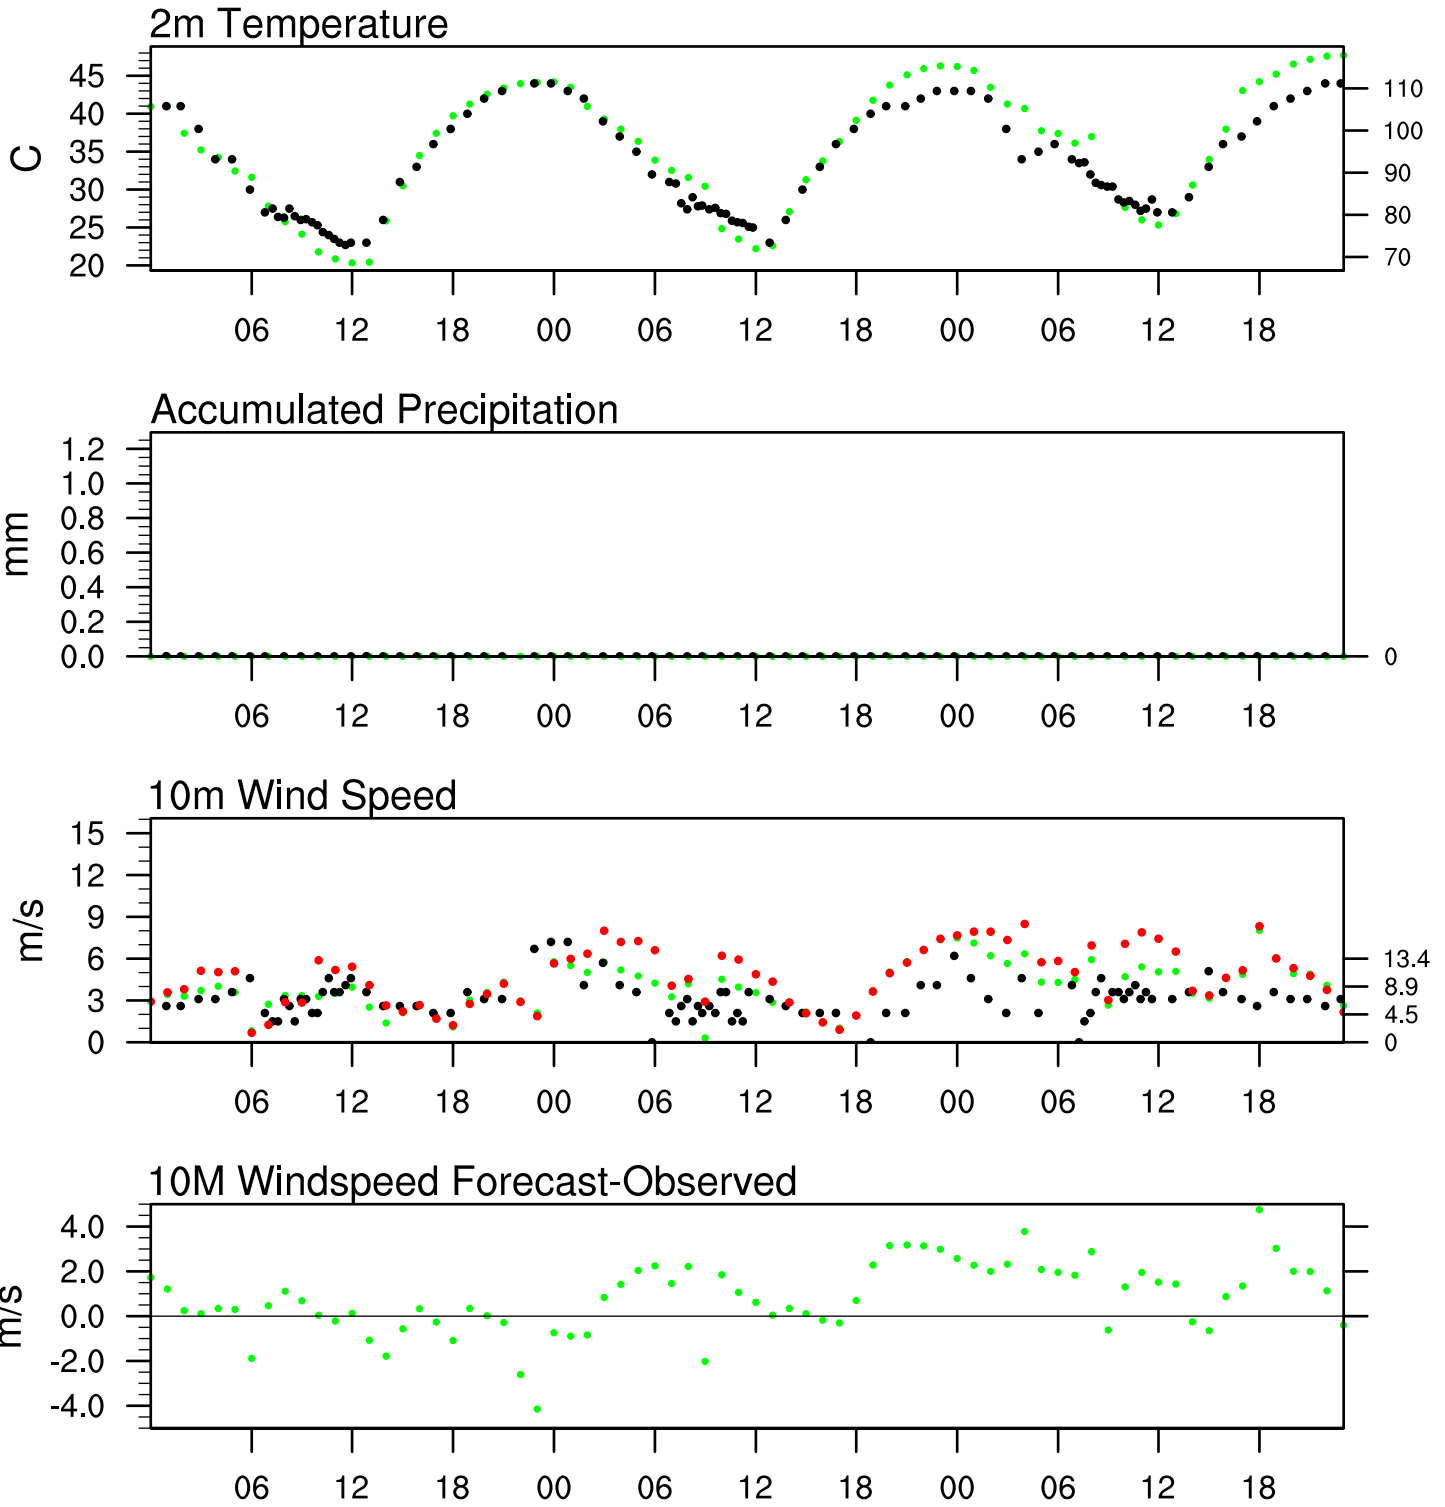 2m Temperature
C
45
40
35
30
25
20
110
100
90
80
70
06 12 18 00 06 12 18 00 06 12 18
Accumulated Precipitation
mm
1.2
1.0
0.8
0.6
0.4
0.2
0.0
0
06 12 18 00 06 12 18 00 06 12 18
10m Wind Speed
m/s
15
12
9
6
3
0
13.4
8.9
4.5
0
06 12 18 00 06 12 18 00 06 12 18
10M Windspeed Forecast-Observed
m/s
4.0
2.0
0.0
-2.0
-4.0
06 12 18 00 06 12 18 00 06 12 18